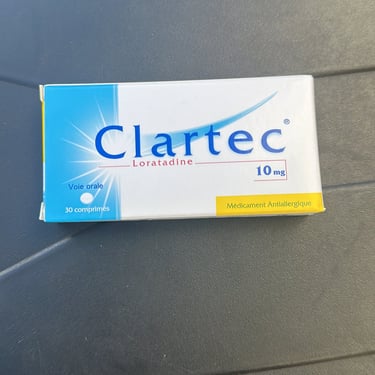 Clartec®
Loratadine
10 mg
Voie orale
30 comprimés
Médicament Antiallergique